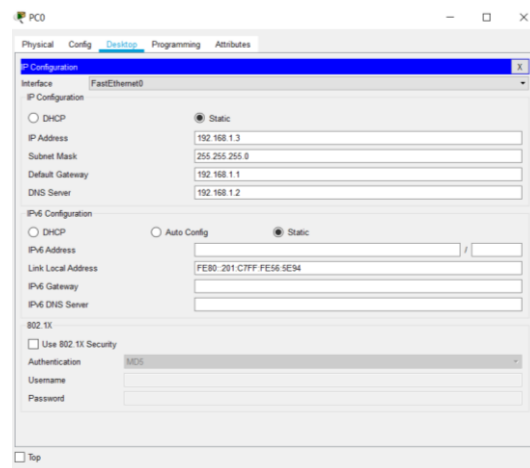 PC0
Physical Config Desktop Programming Attributes
IP Configuration X
Interface FastEthernet0
IP Configuration
DHCP Static
IP Address 192.168.1.3
Subnet Mask 255.255.255.0
Default Gateway 192.168.1.1
DNS Server 192.168.1.2
IPv6 Configuration
DHCP Auto Config Static
IPv6 Address /
Link Local Address FE80::201:C7FF:FE56:5E94
IPv6 Gateway
IPv6 DNS Server
802.1X
Use 802.1X Security
Authentication MD5
Username
Password
Top